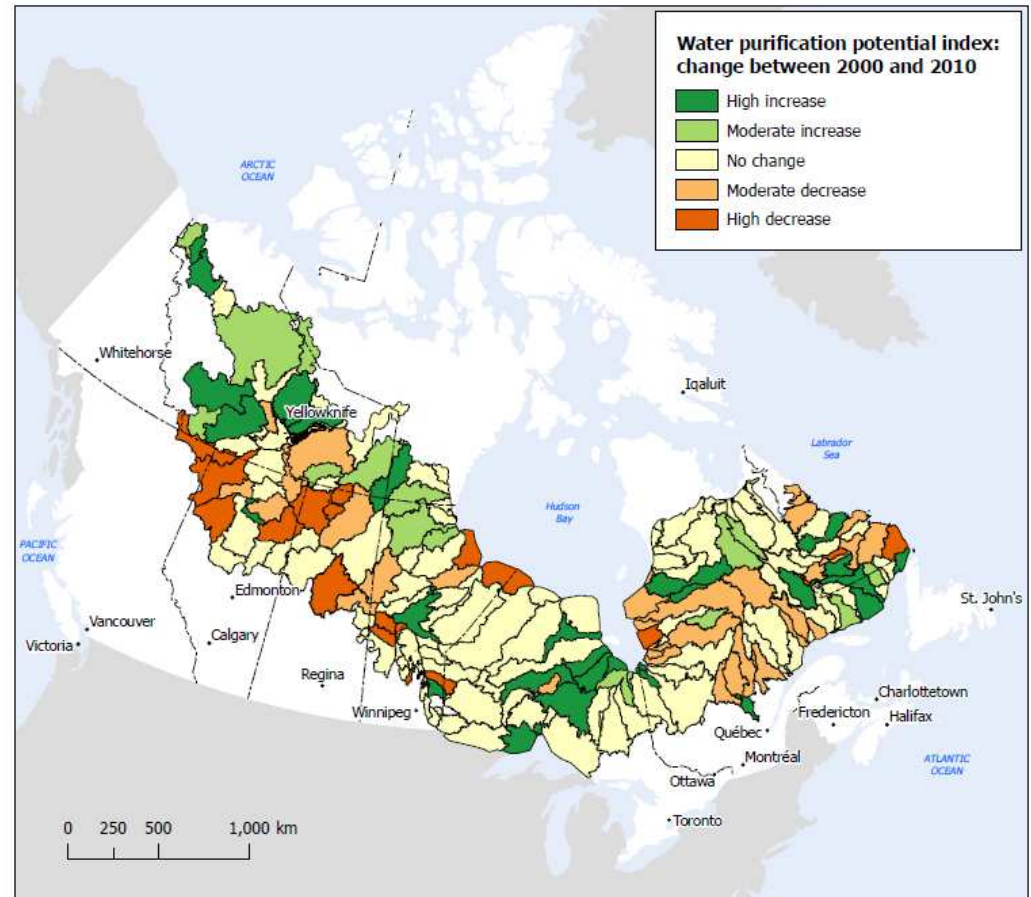 Water purification potential index:
change between 2000 and 2010
High increase
Moderate increase
No change
Moderate decrease
High decrease
ARCTIC
OCEAN
Whitehorse
Iqaluit
Yellowknife
Labrador
Sea
Hudson
Bay
PACIFIC
OCEAN
Edmonton
St. John's
Vancouver
Victoria
Calgary
Regina
Charlottetown
Winnipeg
Fredericton
Halifax
Québec
Montréal
ATLANTIC
OCEAN
Ottawa
Toronto
0 250 500 1,000 km